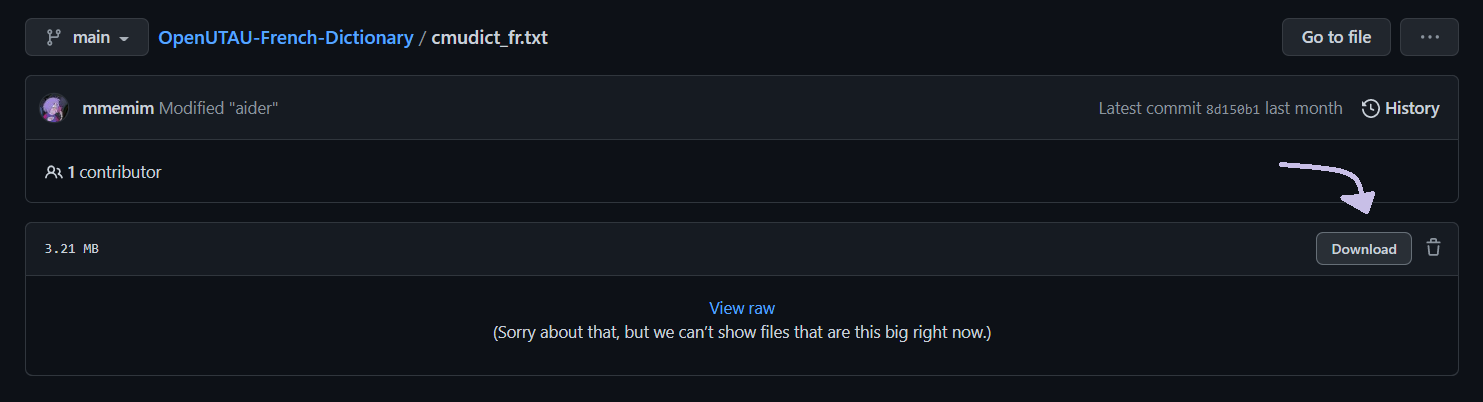 main OpenUTAU-French-Dictionary / cmudict_fr.txt Go to file ...
mmemim Modified "aider" Latest commit 8d150b1 last month History
1 contributor
3.21 MB Download
View raw
(Sorry about that, but we can't show files that are this big right now.)